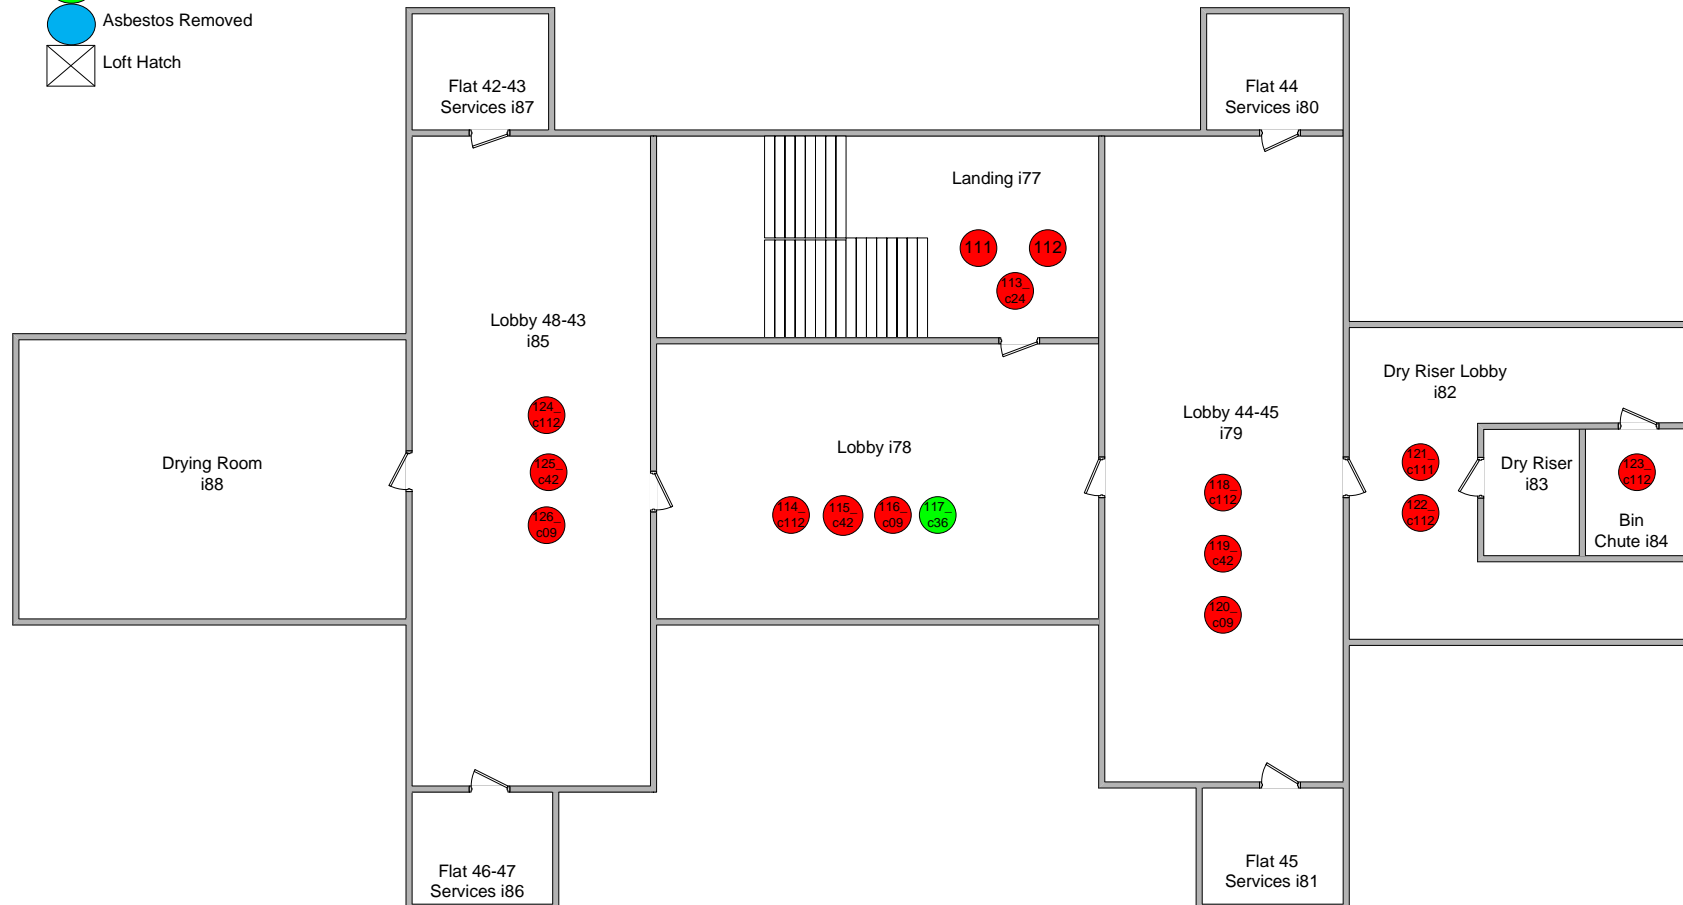 Asbestos Removed
Loft Hatch
Flat 42-43
Services i87
Flat 44
Services i80
Landing i77
111
112
113_
c24
Lobby 48-43
i85
Dry Riser Lobby
i82
Lobby 44-45
i79
124_
c112
Lobby i78
Drying Room
i88
125_
c42
121_
c111
Dry Riser
i83
123_
c112
118_
c112
114_
c112
115_
c42
116_
c09
117_
c36
122_
c112
126_
c09
Bin
Chute i84
119_
c42
120_
c09
Flat 46-47
Services i86
Flat 45
Services i81